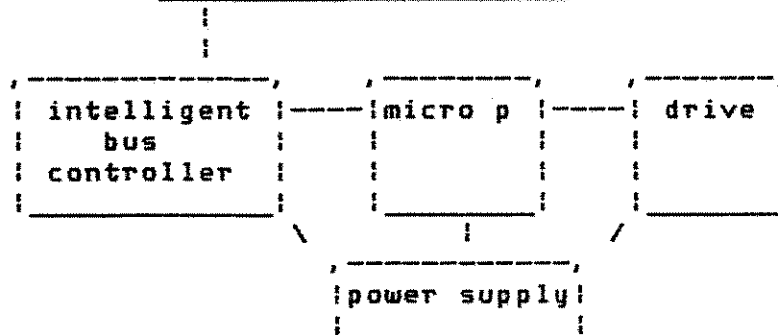 intelligent micro p drive
bus
controller
power supply